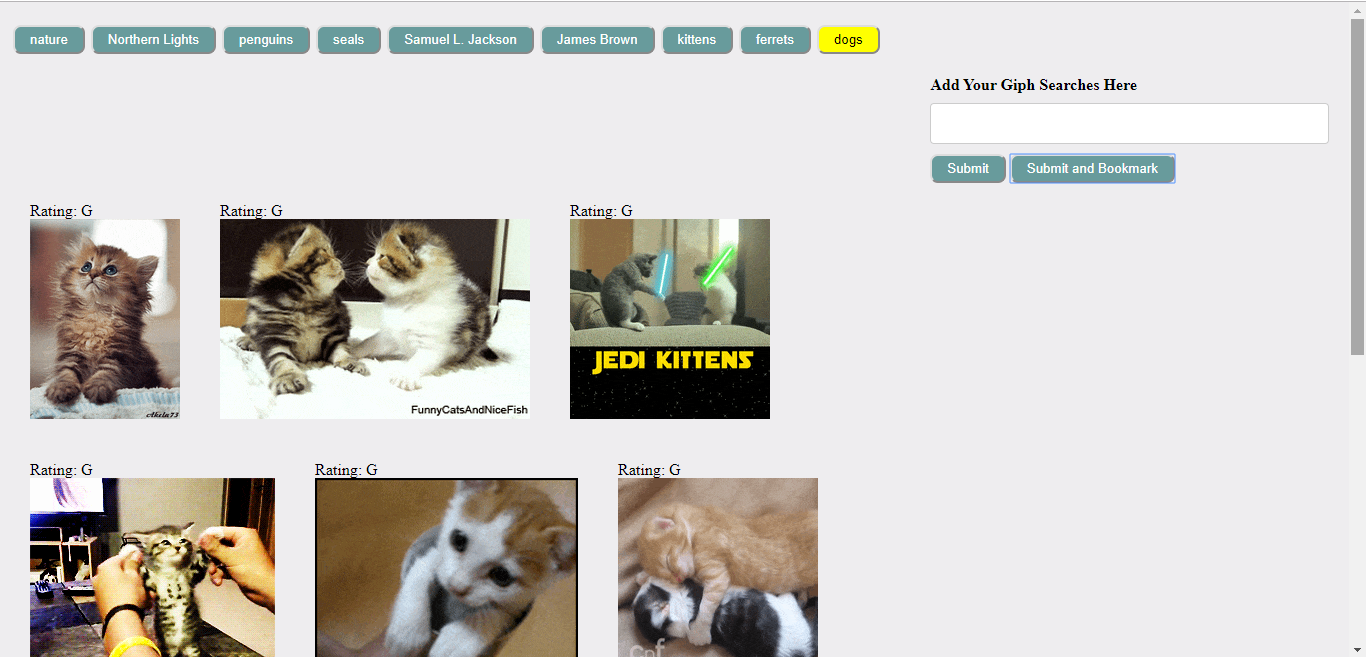 nature Northern Lights penguins seals Samuel L. Jackson James Brown kittens ferrets dogs
Add Your Giph Searches Here
Submit Submit and Bookmark
Rating: G Rating: G Rating: G
JEDI KITTENS
FunnyCatsAndNiceFish
Akela73
Rating: G Rating: G Rating: G
Cpf